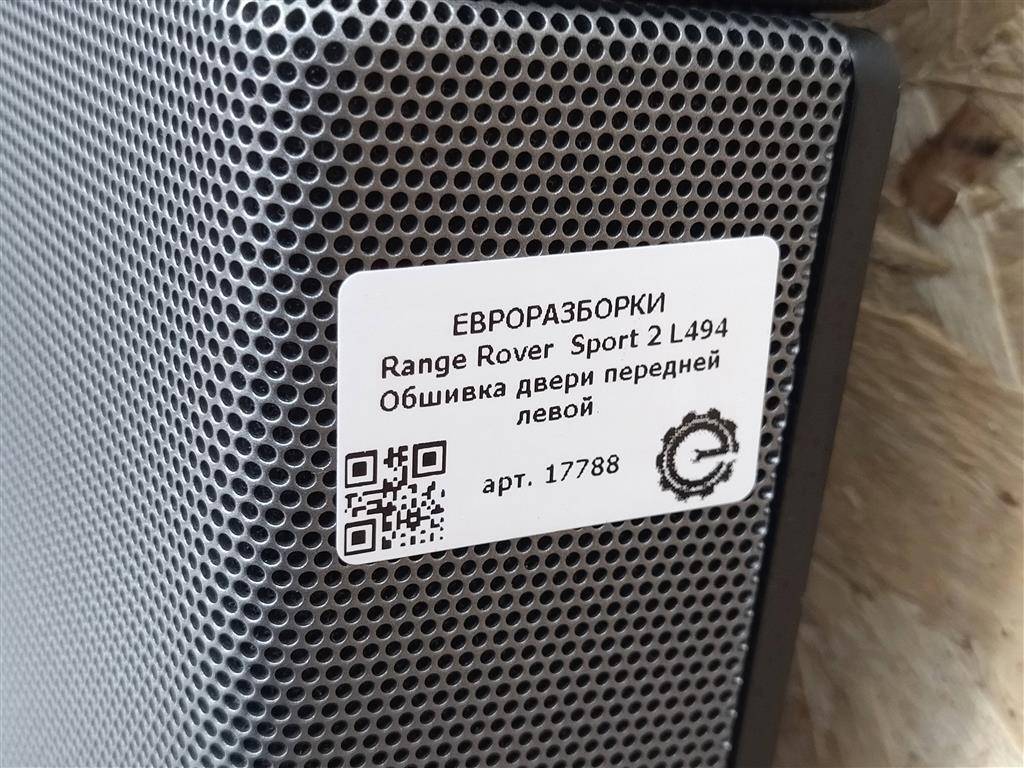 ЕВРОРАЗБОРКИ
Range Rover Sport 2 L494
Обшивка двери передней
левой
арт. 17788